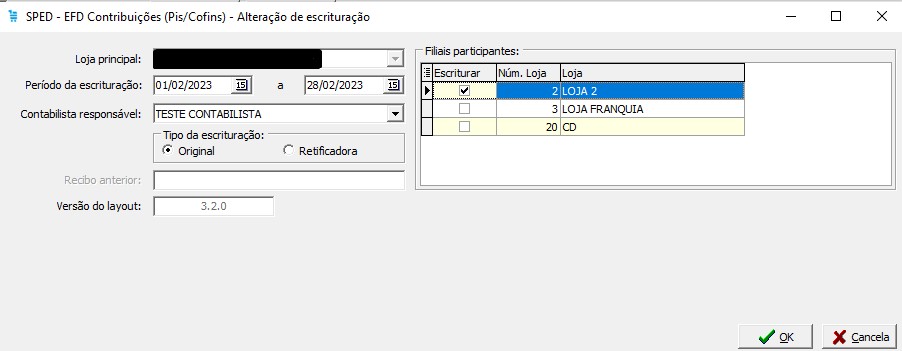 SPED - EFD Contribuições (Pis/Cofins) - Alteração de escrituração
Loja principal:
Período da escrituração: 01/02/2023 15 a 28/02/2023 15
Contabilista responsável: TESTE CONTABILISTA
Tipo da escrituração:
Original Retificadora
Recibo anterior:
Versão do layout: 3.2.0
Filiais participantes:
Escriturar Núm. Loja Loja
2 LOJA 2
3 LOJA FRANQUIA
20 CD
OK Cancela